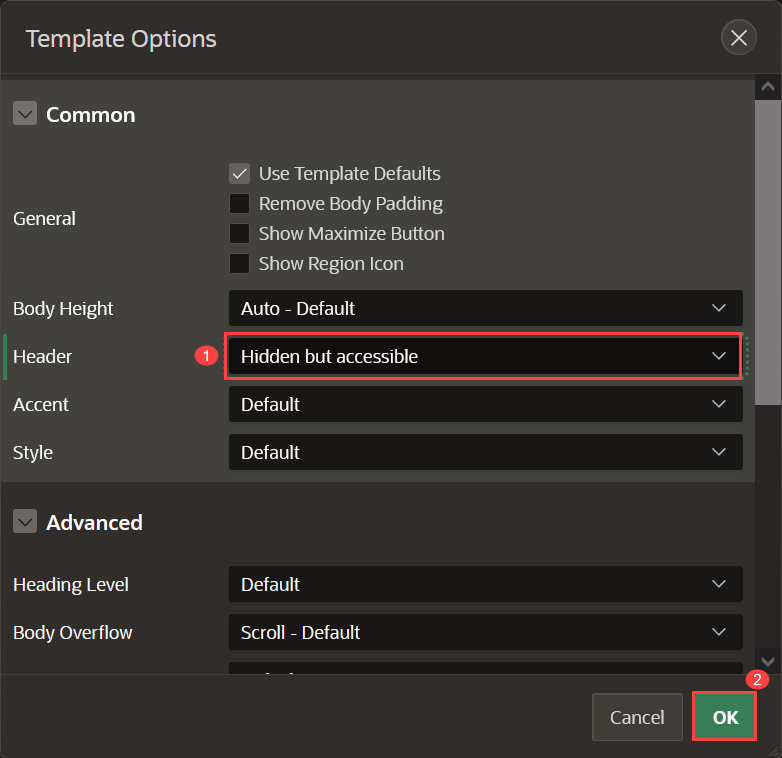 Template Options
Common
General
Use Template Defaults
Remove Body Padding
Show Maximize Button
Show Region Icon
Body Height
Auto - Default
Header
1
Hidden but accessible
Accent
Default
Style
Default
Advanced
Heading Level
Default
Body Overflow
Scroll - Default
2
Cancel
OK